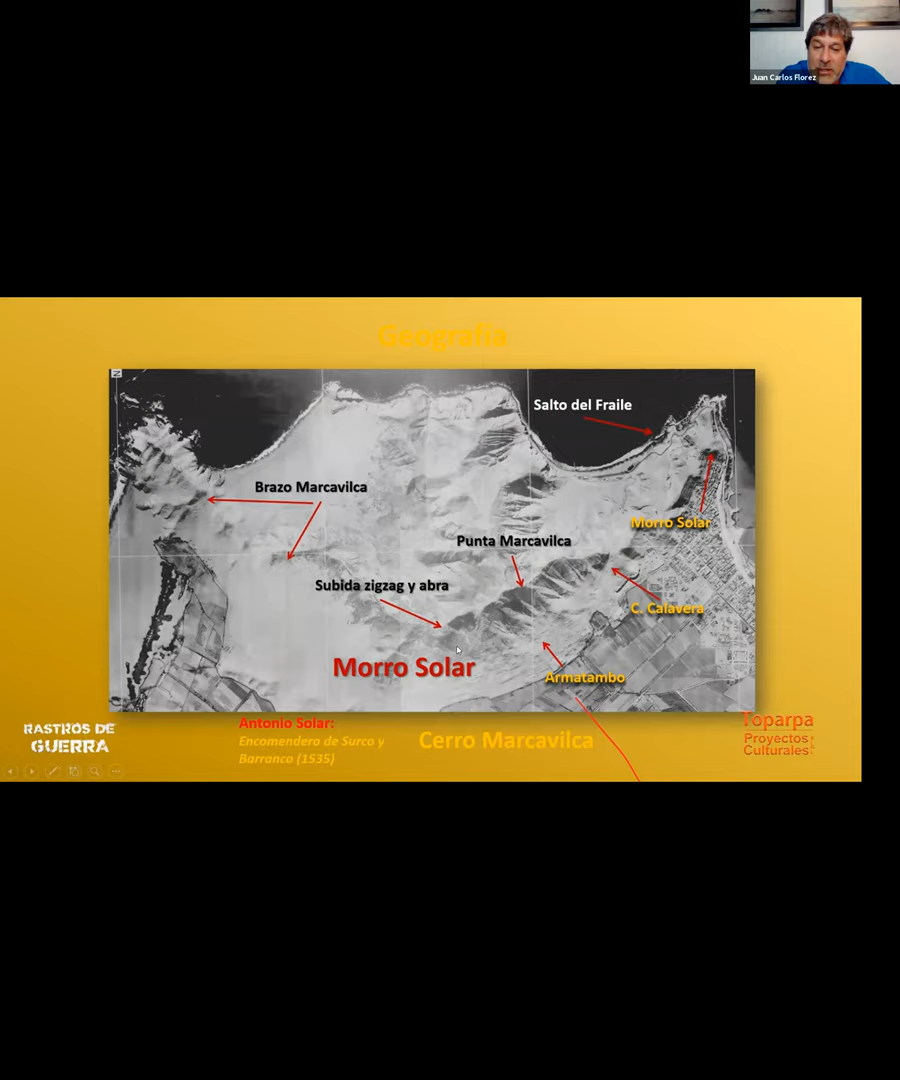 Juan Carlos Florez
Geografía
N
Salto del Fraile
Brazo Marcavilca
Morro Solar
Punta Marcavilca
Subida zigzag y abra
C. Calavera
Morro Solar
Armatambo
Antonio Solar:
Encomendero de Surco y
Barranco (1535)
Cerro Marcavilca
RASTROS DE
GUERRA
Toparpa
Proyectos
Culturales